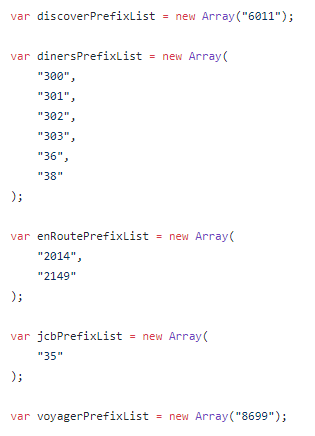 var discoverPrefixList = new Array("6011");
var dinersPrefixList = new Array(
"300",
"301",
"302",
"303",
"36",
"38"
);
var enRoutePrefixList = new Array(
"2014",
"2149"
);
var jcbPrefixList = new Array(
"35"
);
var voyagerPrefixList = new Array("8699");